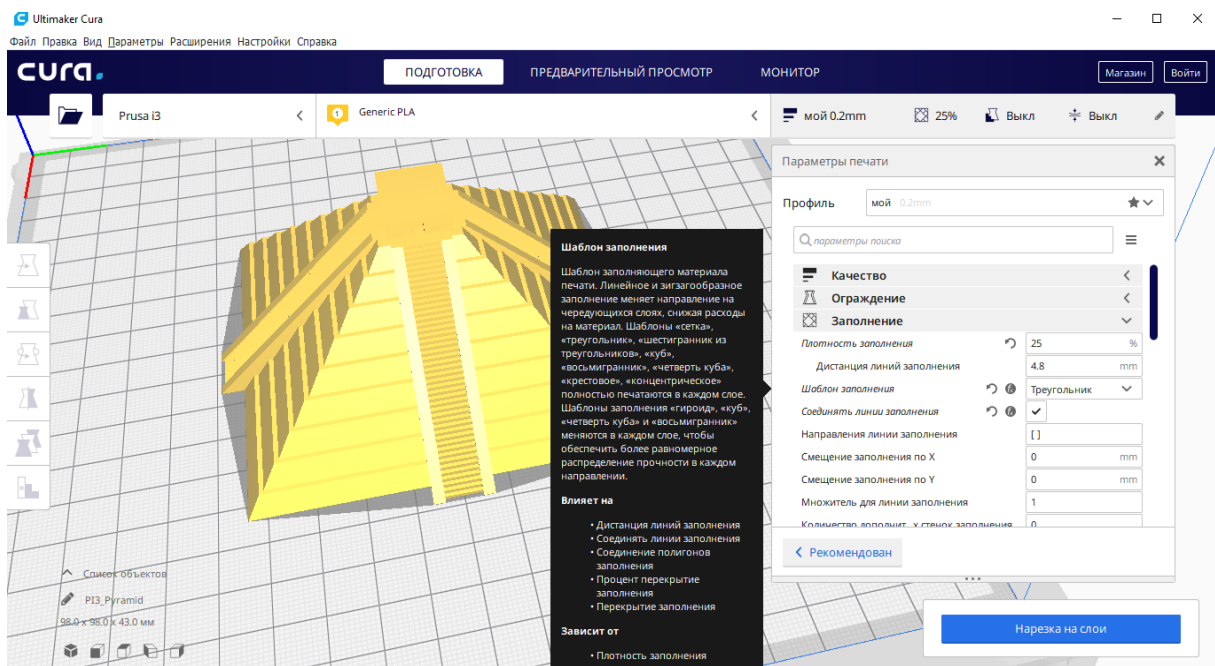 Ultimaker Cura
Файл Правка Вид Параметры Расширения Настройки Справка
cura.
ПОДГОТОВКА
ПРЕДВАРИТЕЛЬНЫЙ ПРОСМОТР
МОНИТОР
Магазин
Войти
Prusa i3
1
Generic PLA
мой 0.2mm
25%
Выкл
Выкл
Параметры печати
Профиль
мой 0.2mm
параметры поиска
Качество
Ограждение
Заполнение
Плотность заполнения
25 %
Дистанция линий заполнения
4.8 mm
Шаблон заполнения
Треугольник
Соединять линии заполнения
Направления линии заполнения
[ ]
Смещение заполнения по X
0 mm
Смещение заполнения по Y
0 mm
Множитель для линии заполнения
1
Количество дополнит. х стенок заполнения
0
Рекомендован
Шаблон заполнения
Шаблон заполняющего материала
печати. Линейное и зигзагообразное
заполнение меняет направление на
чередующихся слоях, снижая расходы
на материал. Шаблоны «сетка»,
«треугольник», «шестигранник из
треугольников», «куб»,
«восьмигранник», «четверть куба»,
«крестовое», «концентрическое»
полностью печатаются в каждом слое.
Шаблоны заполнения «гироид», «куб»,
«четверть куба» и «восьмигранник»
меняются в каждом слое, чтобы
обеспечить более равномерное
распределение прочности в каждом
направлении.
Влияет на
• Дистанция линий заполнения
• Соединять линии заполнения
• Соединение полигонов
заполнения
• Процент перекрытие
заполнения
• Перекрытие заполнения
Зависит от
• Плотность заполнения
Список объектов
PI3_Pyramid
98.0 x 98.0 x 43.0 мм
Нарезка на слои